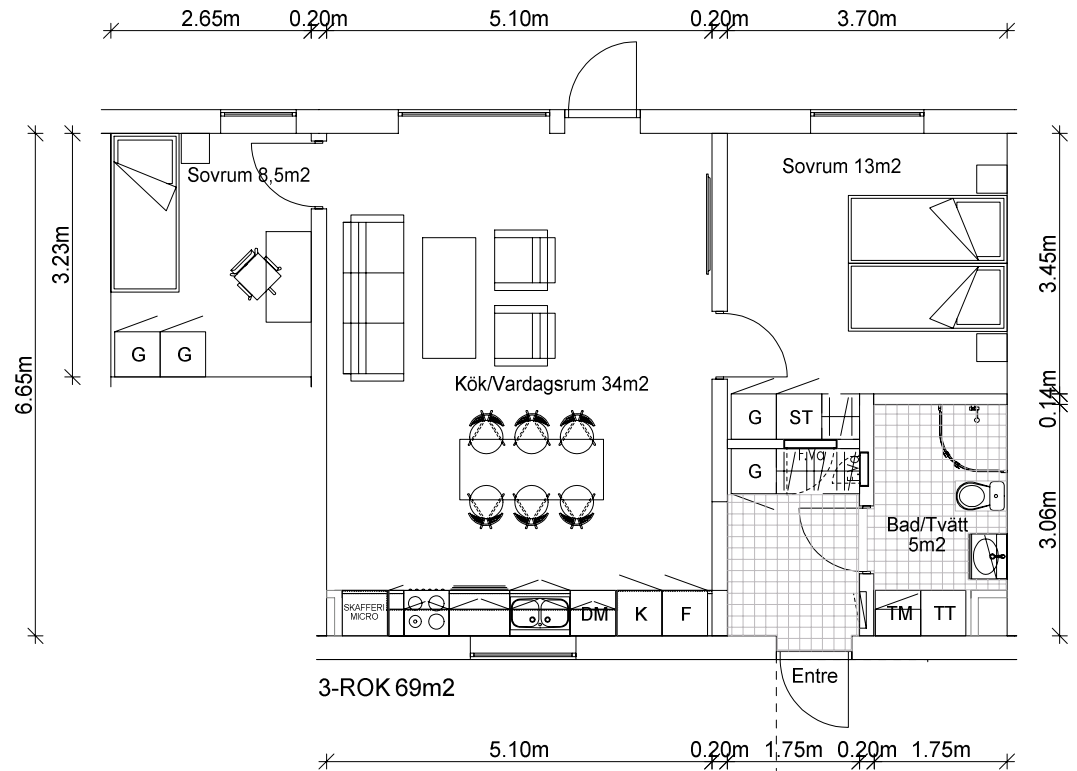 2.65m 0.20m 5.10m 0.20m 3.70m
Sovrum 8,5m2
Sovrum 13m2
6.65m
3.23m
3.45m
0.14m
3.06m
G G
Kök/Vardagsrum 34m2
G ST
F.Vg
F.Vg
G
Bad/Tvätt
5m2
SKAFFERI
MICRO
DM K F
TM TT
Entre
3-ROK 69m2
5.10m 0.20m 1.75m 0.20m 1.75m